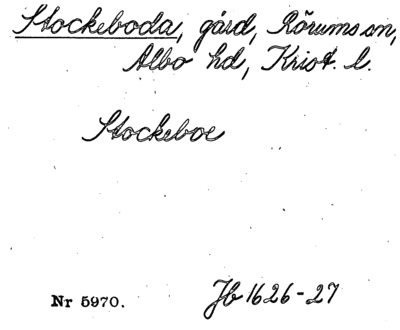 Stockeboda, gård, Rörums sn,
Albo hd, Krist. l.
Stockeboe
Nr 5970. Jb 1626-27